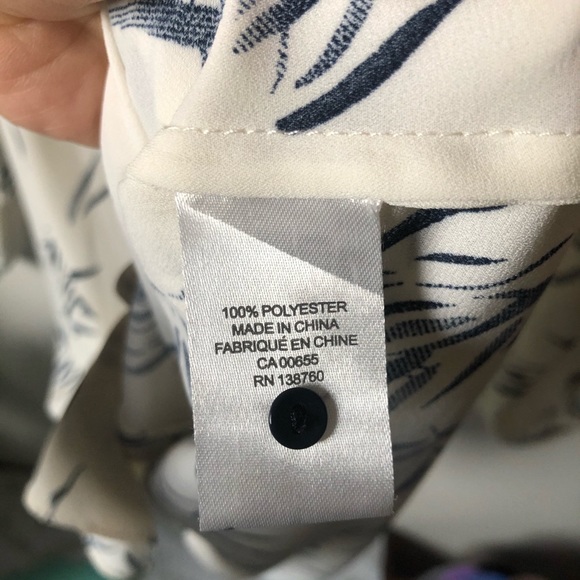 100% POLYESTER
MADE IN CHINA
FABRIQUÉ EN CHINE
CA 00655
RN 138760